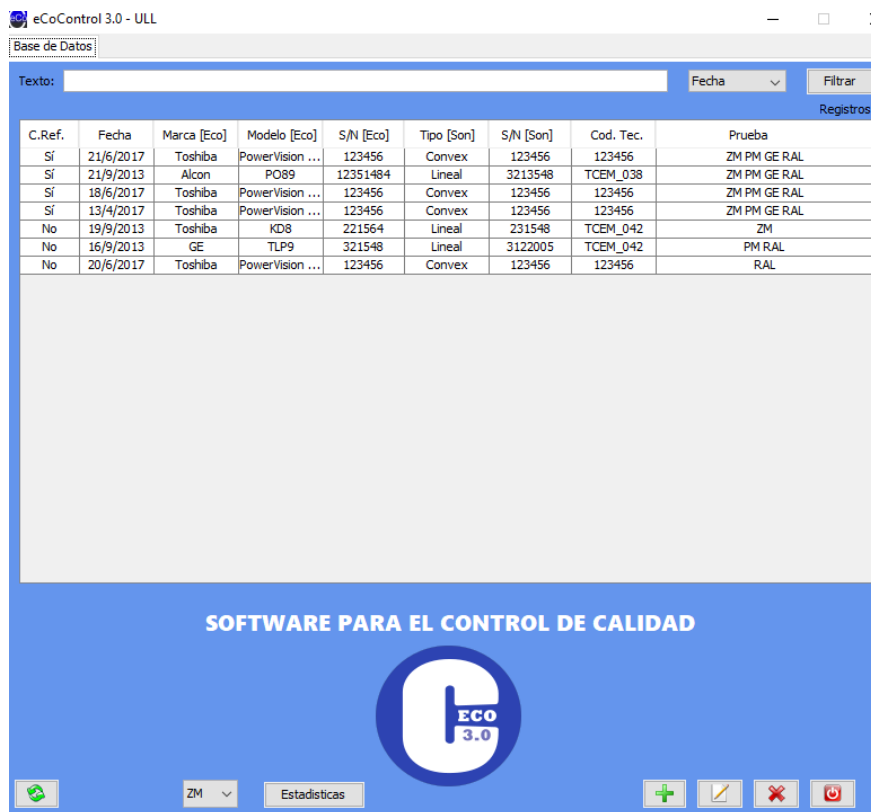 eCo eCoControl 3.0 - ULL
Base de Datos
Texto: Fecha Filtrar
Registros
C.Ref. Fecha Marca [Eco] Modelo [Eco] S/N [Eco] Tipo [Son] S/N [Son] Cod. Tec. Prueba
Sí 21/6/2017 Toshiba PowerVision ... 123456 Convex 123456 123456 ZM PM GE RAL
Sí 21/9/2013 Alcon PO89 12351484 Lineal 3213548 TCEM_038 ZM PM GE RAL
Sí 18/6/2017 Toshiba PowerVision ... 123456 Convex 123456 123456 ZM PM GE RAL
Sí 13/4/2017 Toshiba PowerVision ... 123456 Convex 123456 123456 ZM PM GE RAL
No 19/9/2013 Toshiba KD8 221564 Lineal 231548 TCEM_042 ZM
No 16/9/2013 GE TLP9 321548 Lineal 3122005 TCEM_042 PM RAL
No 20/6/2017 Toshiba PowerVision ... 123456 Convex 123456 123456 RAL
SOFTWARE PARA EL CONTROL DE CALIDAD
C ECO
3.0
ZM Estadisticas